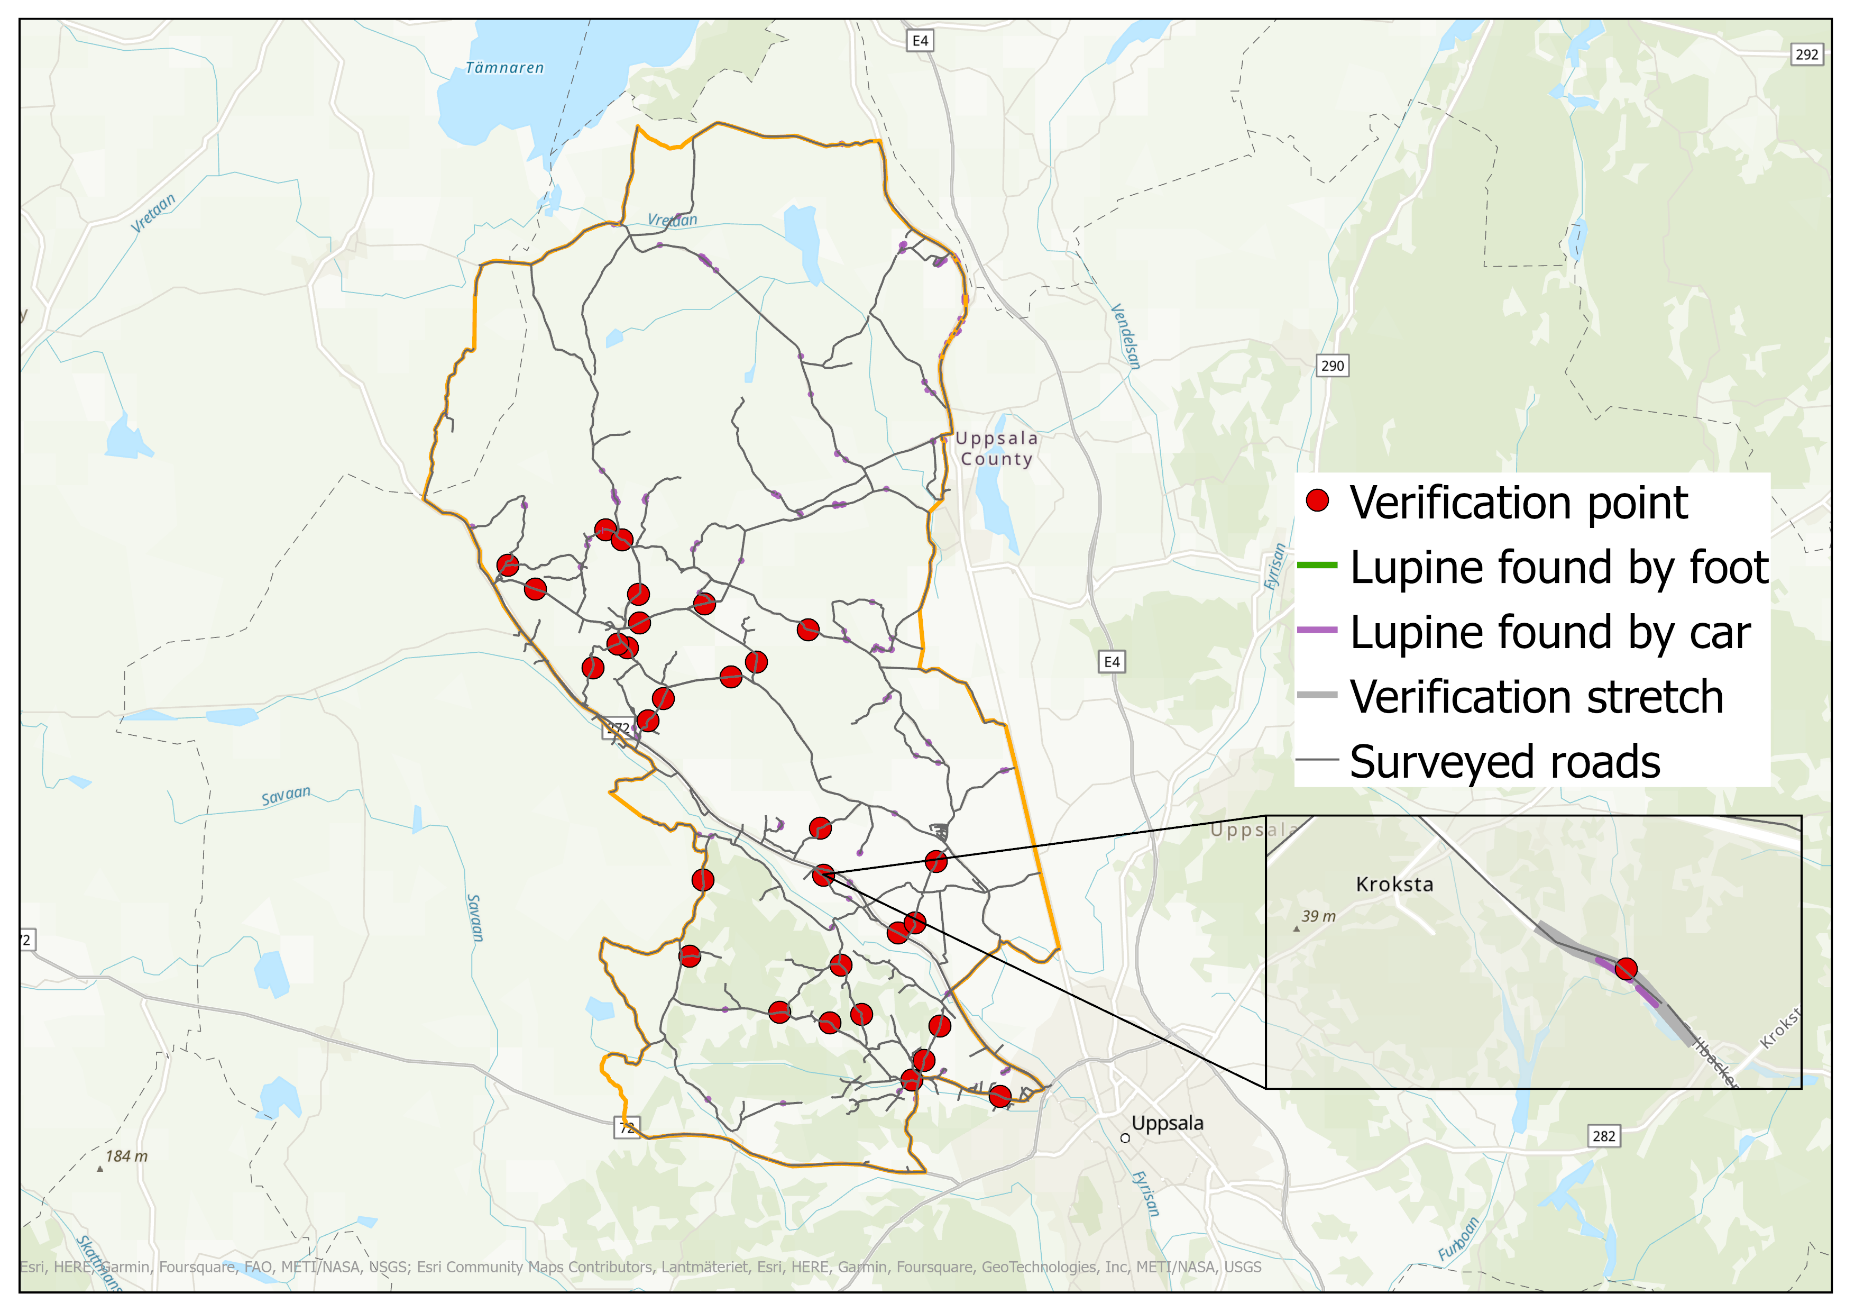 E4
292
Tämnaren
Vretaan
Vretaan
y
Vendelsan
290
Uppsala
County
Verification point
Lupine found by foot
Lupine found by car
Verification stretch
Surveyed roads
Fyrisan
E4
272
Savaan
Uppsala
Kroksta
39 m
Krokst
Savaan
72
72
Uppsala
282
184 m
Fyrisan
Furboan
Skattmans
Esri, HERE, Garmin, Foursquare, FAO, METI/NASA, USGS; Esri Community Maps Contributors, Lantmäteriet, Esri, HERE, Garmin, Foursquare, GeoTechnologies, Inc, METI/NASA, USGS